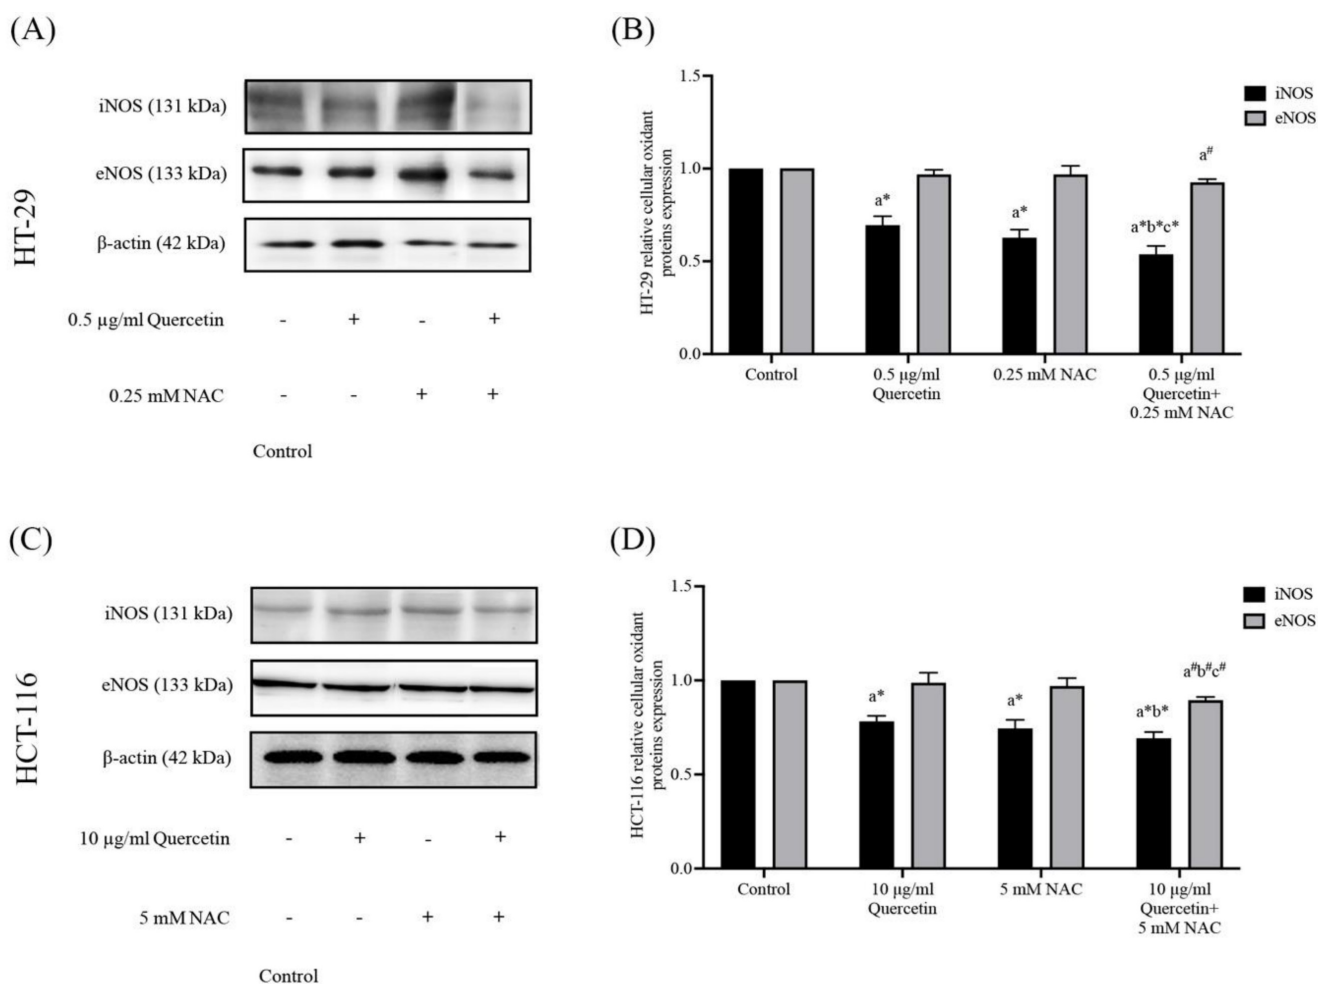 (A)
HT-29
iNOS (131 kDa)
eNOS (133 kDa)
β-actin (42 kDa)
0.5 µg/ml Quercetin - + - +
0.25 mM NAC - - + +
Control
(B)
HT-29 relative cellular oxidant
proteins expression
1.5
1.0
0.5
0.0
iNOS
eNOS
a*
a*
a*b*c*
a#
Control
0.5 µg/ml
Quercetin
0.25 mM NAC
0.5 µg/ml
Quercetin+
0.25 mM NAC
(C)
HCT-116
iNOS (131 kDa)
eNOS (133 kDa)
β-actin (42 kDa)
10 µg/ml Quercetin - + - +
5 mM NAC - - + +
Control
(D)
HCT-116 relative cellular oxidant
proteins expression
1.5
1.0
0.5
0.0
iNOS
eNOS
a*
a*
a*b*
a#b#c#
Control
10 µg/ml
Quercetin
5 mM NAC
10 µg/ml
Quercetin+
5 mM NAC